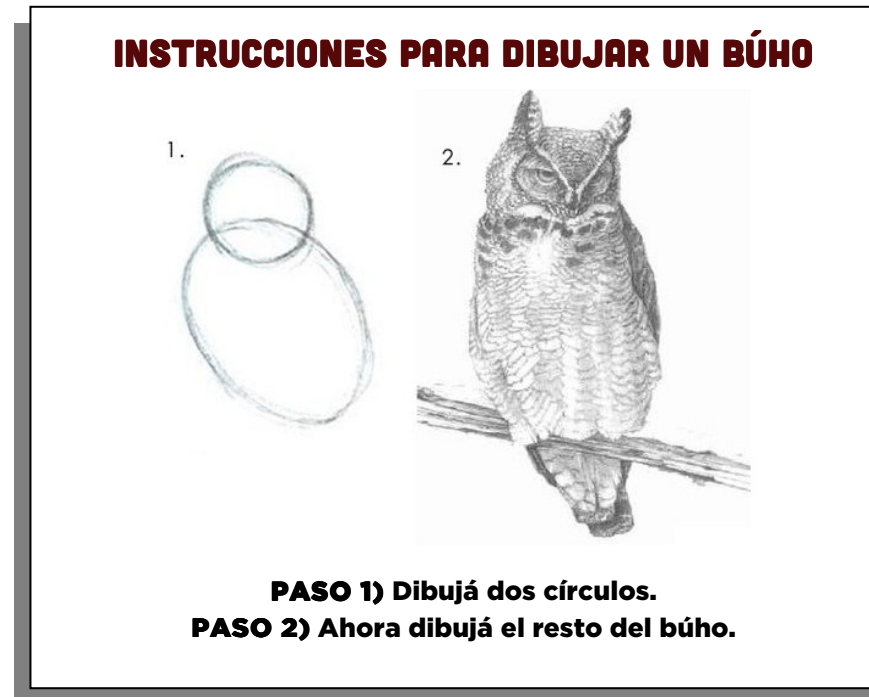 INSTRUCCIONES PARA DIBUJAR UN BÚHO
1.
2.
PASO 1) Dibujá dos círculos.
PASO 2) Ahora dibujá el resto del búho.